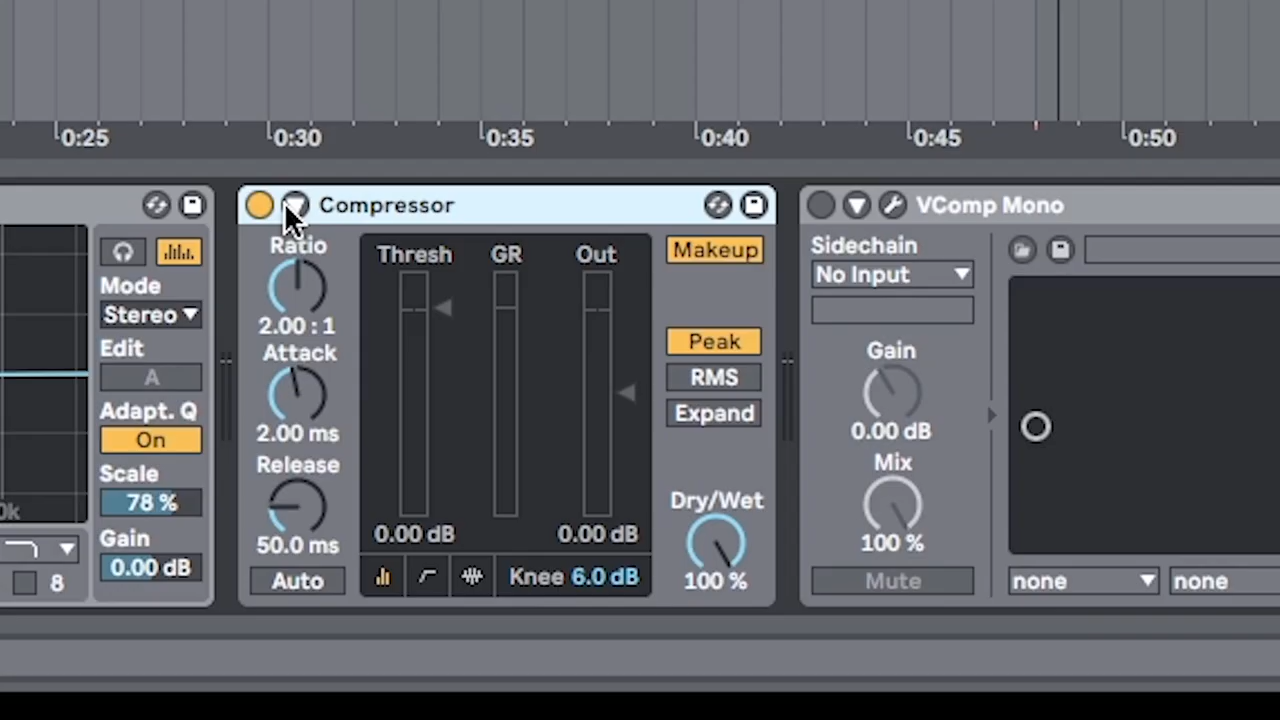 0:25 0:30 0:35 0:40 0:45 0:50
Mode
Stereo
Edit
A
Adapt. Q
On
Scale
78 %
Gain
0.00 dB
0k
8
Compressor
Ratio
2.00 : 1
Attack
2.00 ms
Release
50.0 ms
Auto
Thresh GR Out
0.00 dB 0.00 dB
Knee 6.0 dB
Makeup
Peak
RMS
Expand
Dry/Wet
100 %
VComp Mono
Sidechain
No Input
Gain
0.00 dB
Mix
100 %
Mute
none none